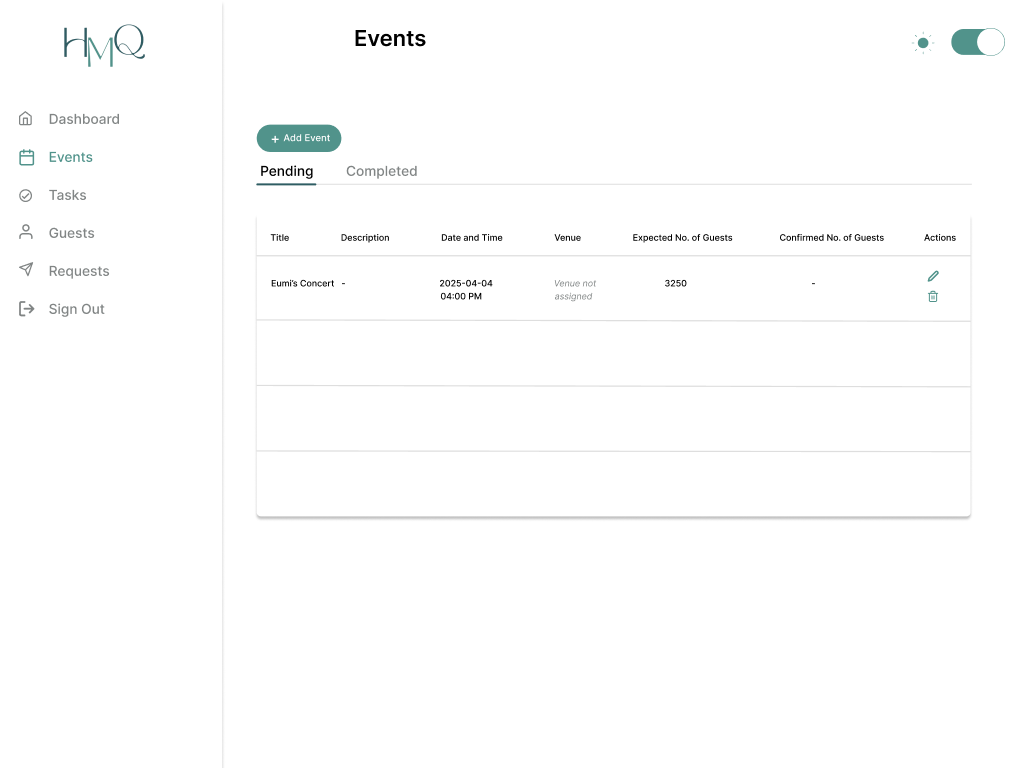 HMQ
Events
Dashboard
Events
Tasks
Guests
Requests
Sign Out
+ Add Event
Pending Completed
Title Description Date and Time Venue Expected No. of Guests Confirmed No. of Guests Actions
Eumi's Concert - 2025-04-04 Venue not 3250 -
04:00 PM assigned